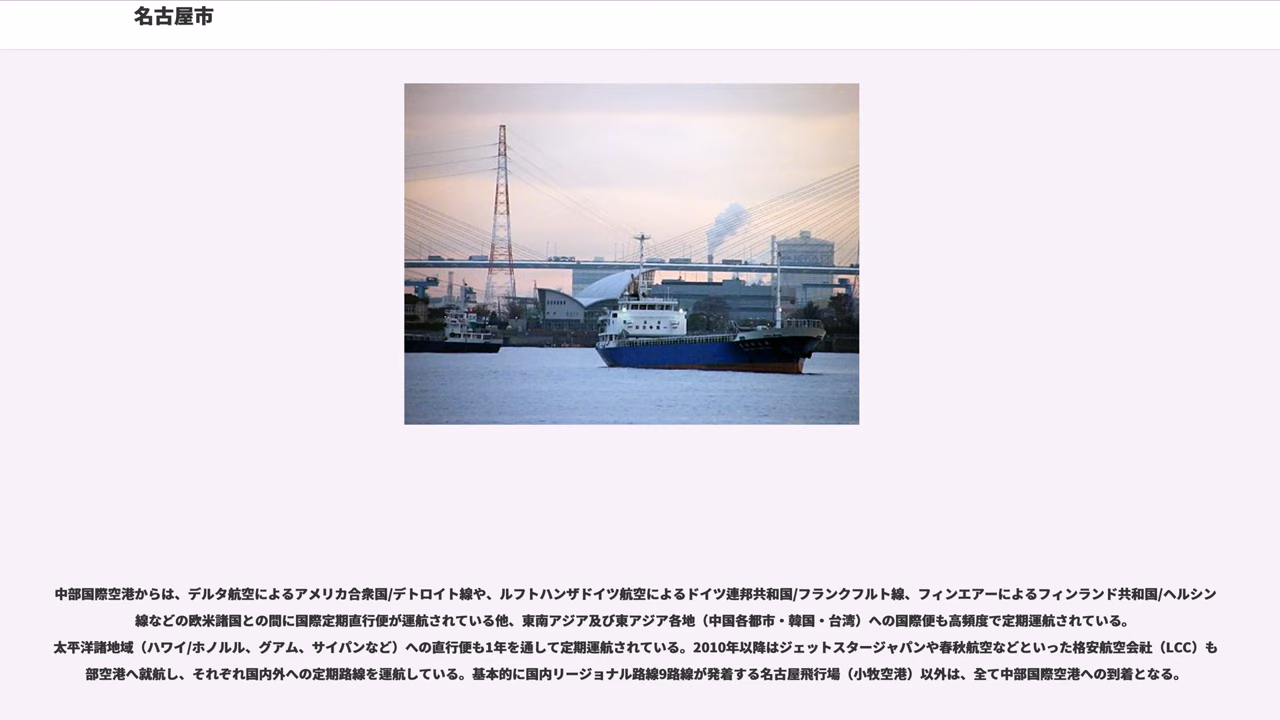 名古屋市
中部国際空港からは、デルタ航空によるアメリカ合衆国/デトロイト線や、ルフトハンザドイツ航空によるドイツ連邦共和国/フランクフルト線、フィンエアーによるフィンランド共和国/ヘルシン
線などの欧米諸国との間に国際定期直行便が運航されている他、東南アジア及び東アジア各地（中国各都市・韓国・台湾）への国際便も高頻度で定期運航されている。
太平洋諸地域（ハワイ/ホノルル、グアム、サイパンなど）への直行便も1年を通して定期運航されている。2010年以降はジェットスタージャパンや春秋航空などといった格安航空会社（LCC）も
部空港へ就航し、それぞれ国内外への定期路線を運航している。基本的に国内リージョナル路線9路線が発着する名古屋飛行場（小牧空港）以外は、全て中部国際空港への到着となる。